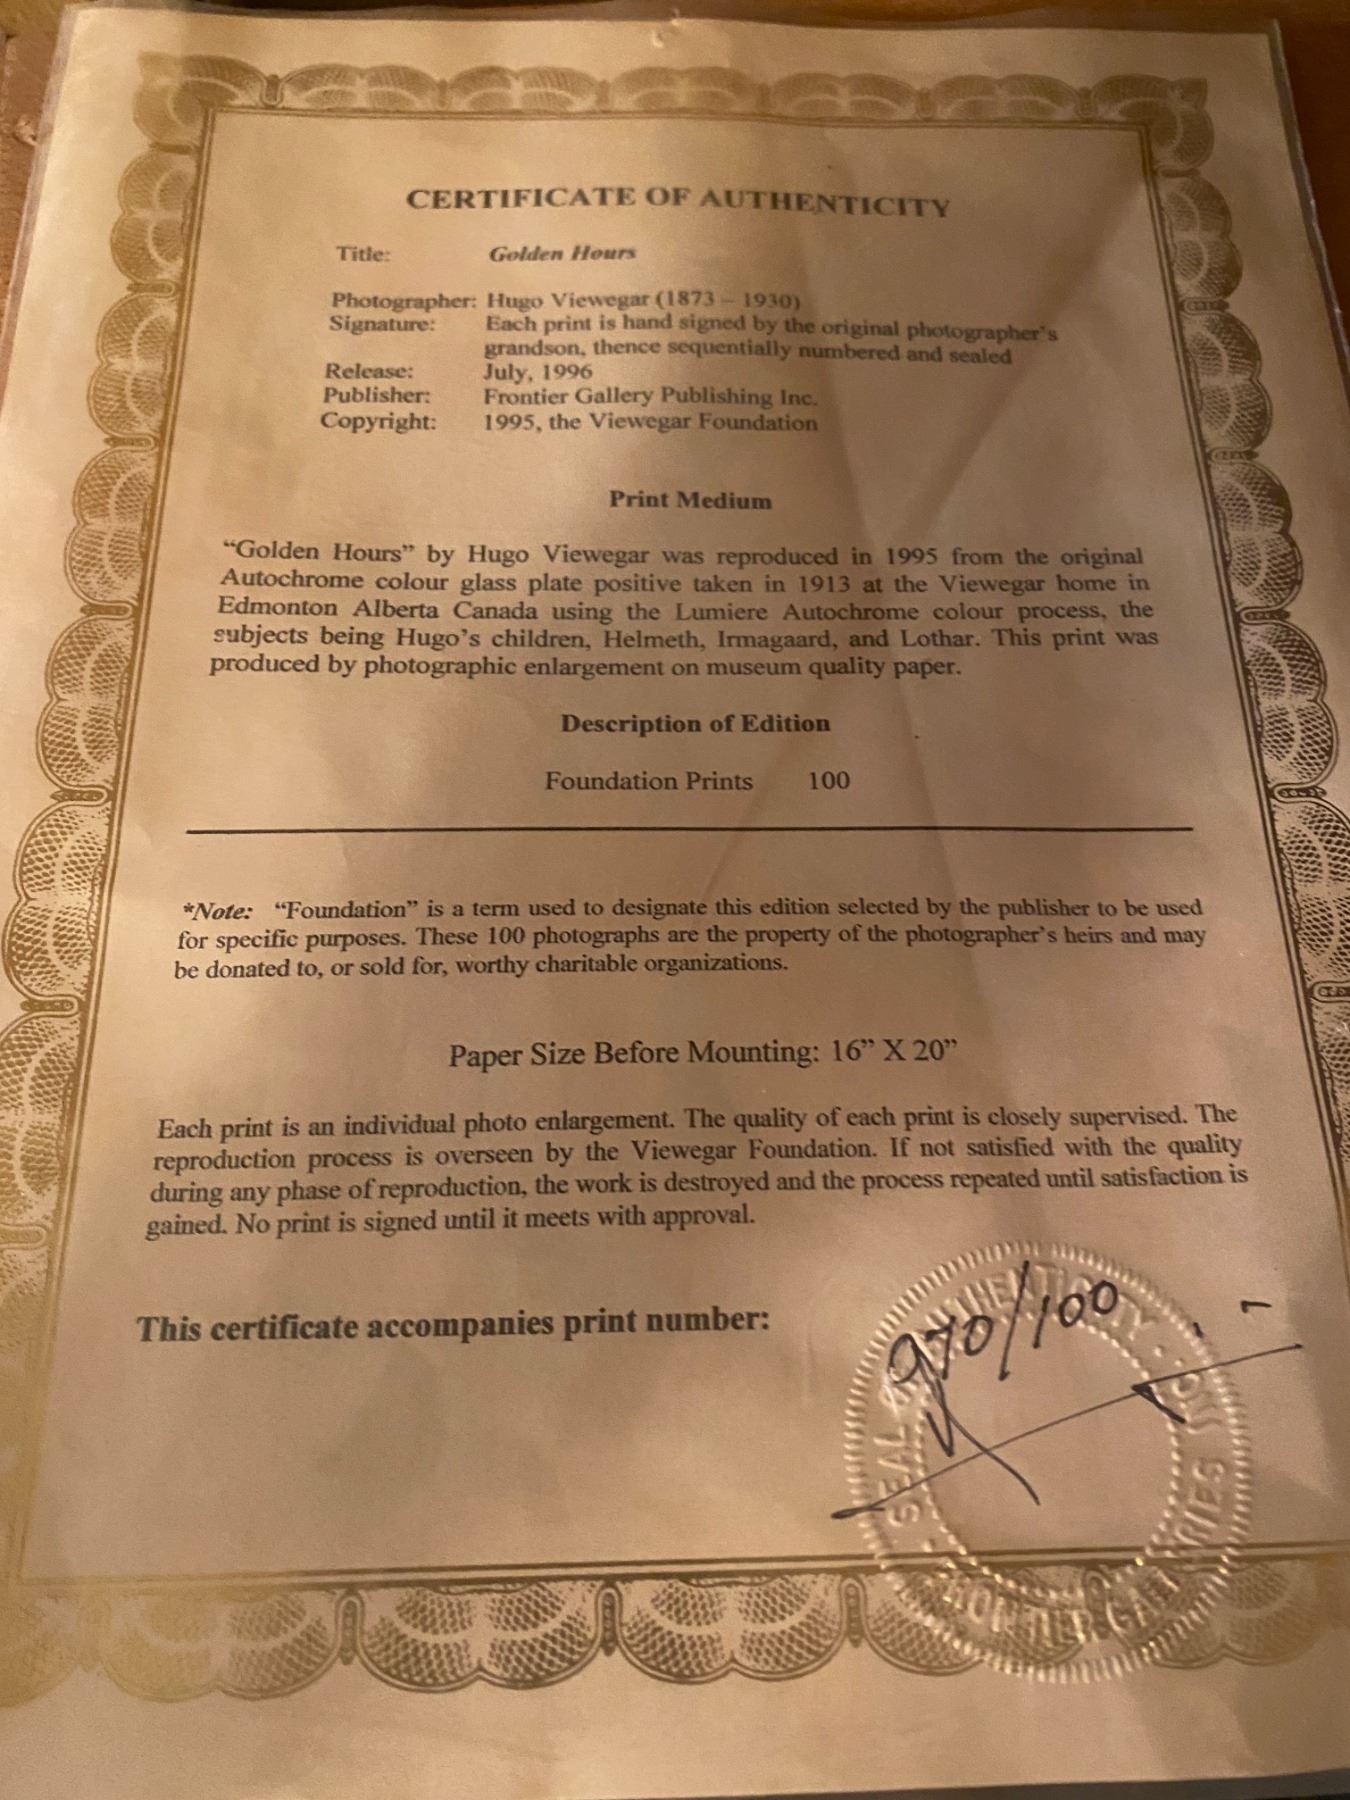 CERTIFICATE OF AUTHENTICITY
Title: Golden Hours
Photographer: Hugo Viewegar (1873 – 1930)
Signature: Each print is hand signed by the original photographer's
grandson, thence sequentially numbered and sealed
Release: July, 1996
Publisher: Frontier Gallery Publishing Inc.
Copyright: 1995, the Viewegar Foundation
Print Medium
“Golden Hours” by Hugo Viewegar was reproduced in 1995 from the original
Autochrome colour glass plate positive taken in 1913 at the Viewegar home in
Edmonton Alberta Canada using the Lumiere Autochrome colour process, the
subjects being Hugo's children, Helmeth, Irmagaard, and Lothar. This print was
produced by photographic enlargement on museum quality paper.
Description of Edition
Foundation Prints 100
*Note: “Foundation” is a term used to designate this edition selected by the publisher to be used
for specific purposes. These 100 photographs are the property of the photographer's heirs and may
be donated to, or sold for, worthy charitable organizations.
Paper Size Before Mounting: 16” X 20”
Each print is an individual photo enlargement. The quality of each print is closely supervised. The
reproduction process is overseen by the Viewegar Foundation. If not satisfied with the quality
during any phase of reproduction, the work is destroyed and the process repeated until satisfaction is
gained. No print is signed until it meets with approval.
This certificate accompanies print number:
/100
SEAL AUTHENTICITY
FRONTIER GALLERIES